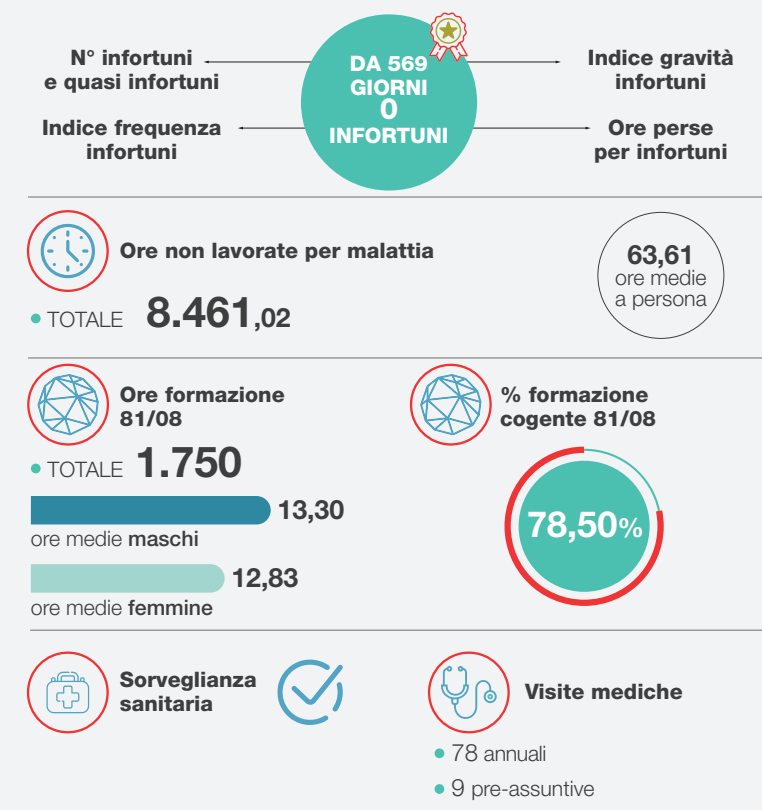 N° infortuni
e quasi infortuni
Indice frequenza
infortuni
DA 569
GIORNI
0
INFORTUNI
Indice gravità
infortuni
Ore perse
per infortuni
Ore non lavorate per malattia
TOTALE 8.461,02
63,61
ore medie
a persona
Ore formazione
81/08
TOTALE 1.750
13,30
ore medie maschi
12,83
ore medie femmine
% formazione
cogente 81/08
78,50%
Sorveglianza
sanitaria
Visite mediche
• 78 annuali
• 9 pre-assuntive